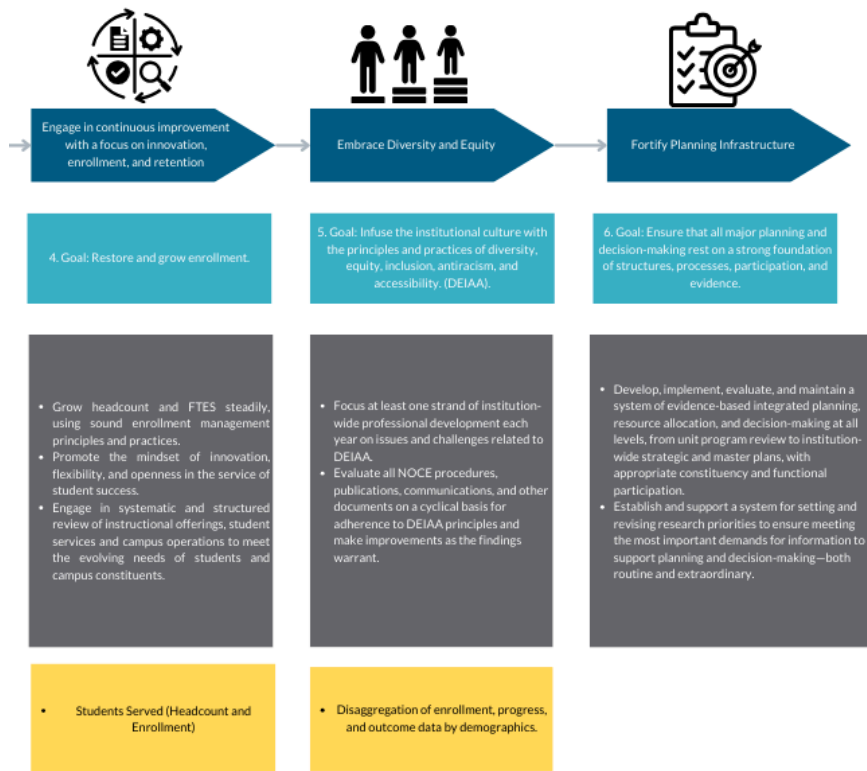 Engage in continuous improvement
with a focus on innovation,
enrollment, and retention
Embrace Diversity and Equity
Fortify Planning Infrastructure
4. Goal: Restore and grow enrollment.
5. Goal: Infuse the institutional culture with
the principles and practices of diversity,
equity, inclusion, antiracism, and
accessibility. (DEIAA).
6. Goal: Ensure that all major planning and
decision-making rest on a strong foundation
of structures, processes, participation, and
evidence.
• Grow headcount and FTES steadily,
using sound enrollment management
principles and practices.
• Promote the mindset of innovation,
flexibility, and openness in the service of
student success.
• Engage in systematic and structured
review of instructional offerings, student
services and campus operations to meet
the evolving needs of students and
campus constituents.
• Focus at least one strand of institution-
wide professional development each
year on issues and challenges related to
DEIAA.
• Evaluate all NOCE procedures,
publications, communications, and other
documents on a cyclical basis for
adherence to DEIAA principles and
make improvements as the findings
warrant.
• Develop, implement, evaluate, and maintain a
system of evidence-based integrated planning,
resource allocation, and decision-making at all
levels, from unit program review to institution-
wide strategic and master plans, with
appropriate constituency and functional
participation.
• Establish and support a system for setting and
revising research priorities to ensure meeting
the most important demands for information to
support planning and decision-making—both
routine and extraordinary.
• Students Served (Headcount and
Enrollment)
• Disaggregation of enrollment, progress,
and outcome data by demographics.